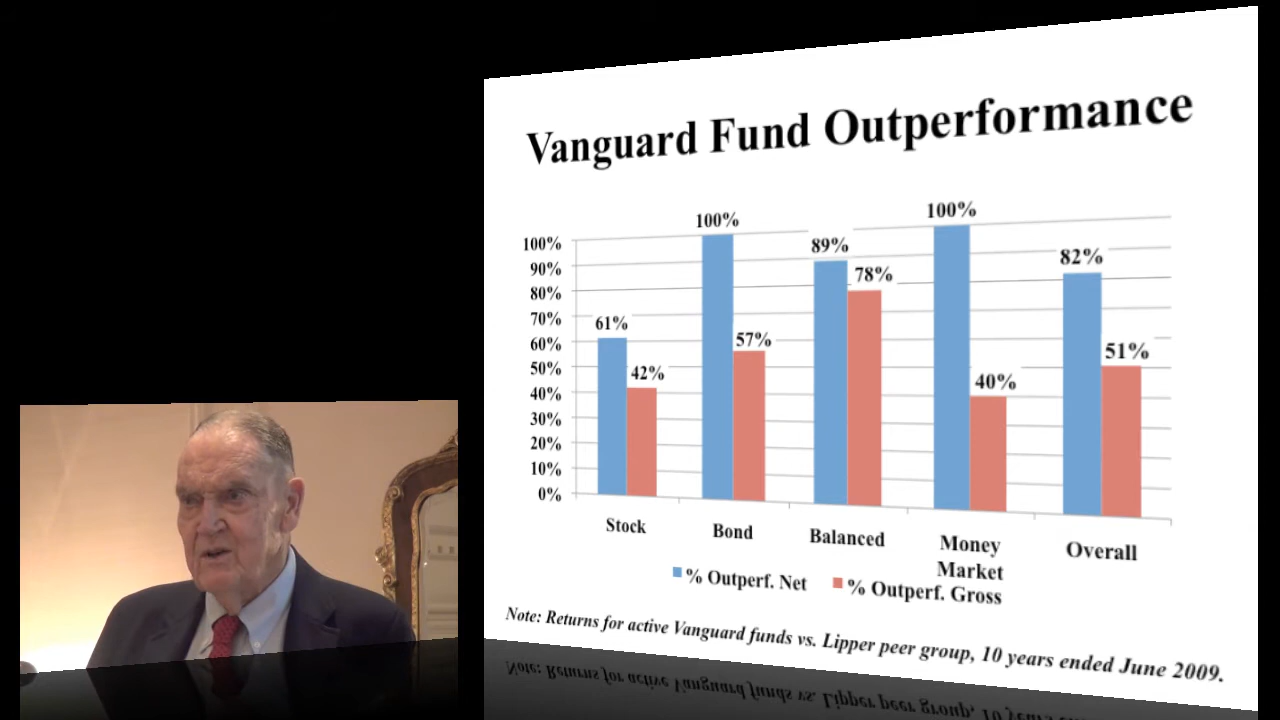 Vanguard Fund Outperformance
100%
90%
80%
70%
60%
50%
40%
30%
20%
10%
0%
61%
42%
100%
57%
89%
78%
100%
40%
82%
51%
Stock
Bond
Balanced
Money
Market
Overall
% Outperf. Net
% Outperf. Gross
Note: Returns for active Vanguard funds vs. Lipper peer group, 10 years ended June 2009.